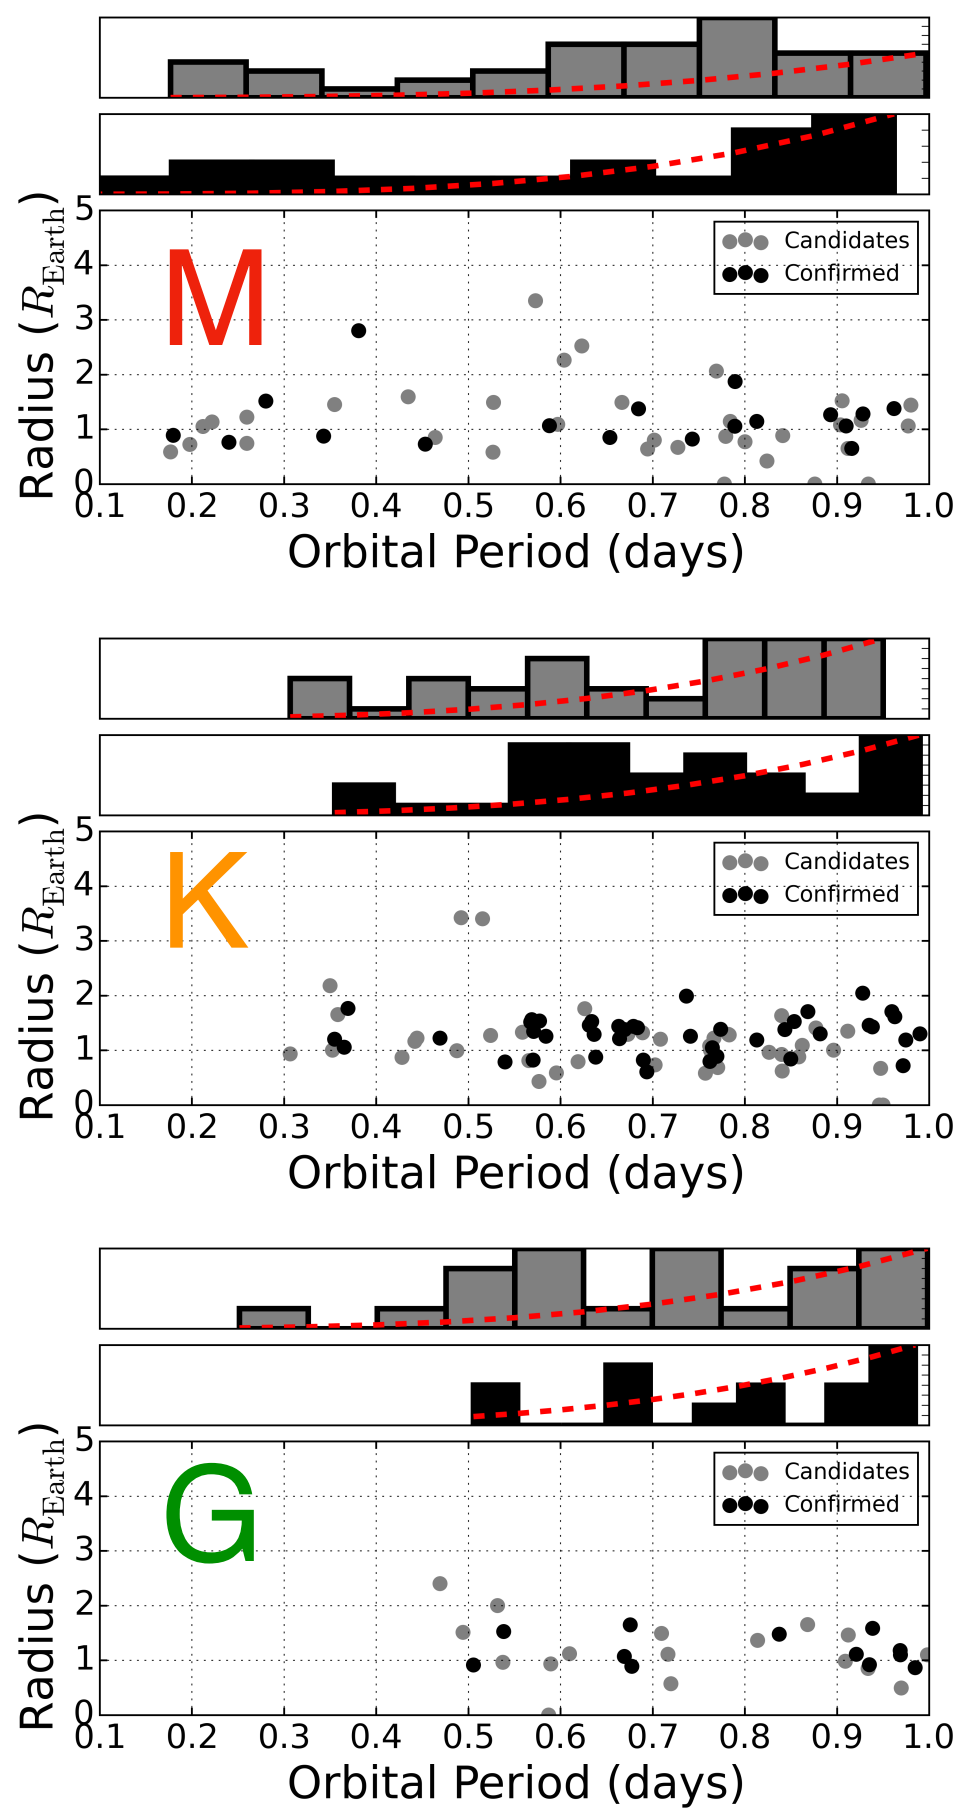 5
4
3
2
1
0
Radius (R_Earth)
M
Candidates
Confirmed
0.1 0.2 0.3 0.4 0.5 0.6 0.7 0.8 0.9 1.0
Orbital Period (days)
5
4
3
2
1
0
Radius (R_Earth)
K
Candidates
Confirmed
0.1 0.2 0.3 0.4 0.5 0.6 0.7 0.8 0.9 1.0
Orbital Period (days)
5
4
3
2
1
0
Radius (R_Earth)
G
Candidates
Confirmed
0.1 0.2 0.3 0.4 0.5 0.6 0.7 0.8 0.9 1.0
Orbital Period (days)